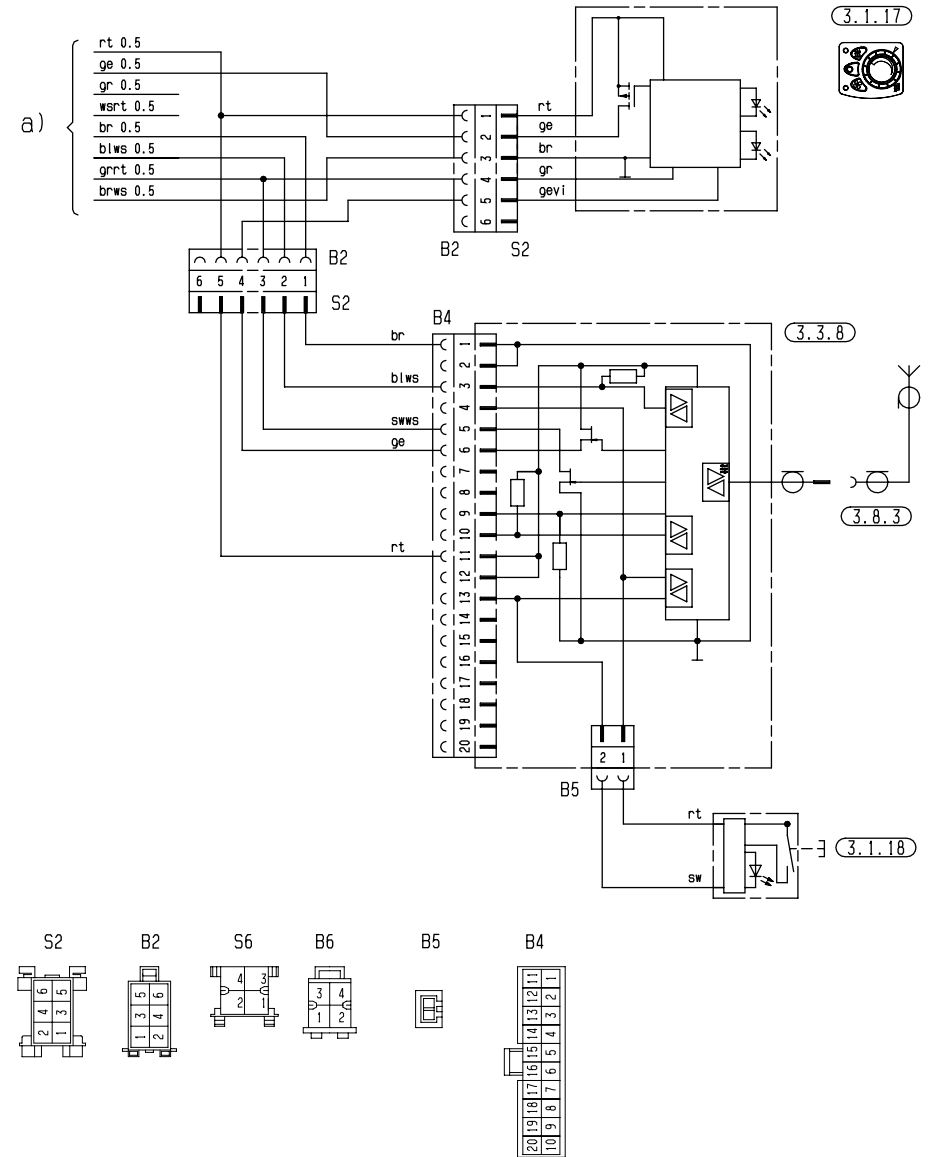 3.1.17
rt 0.5
ge 0.5
gr 0.5
wsrt 0.5
br 0.5
blws 0.5
grrt 0.5
brws 0.5
a)
1 rt
2 ge
3 br
4 gr
5 gevi
6
B2 S2
B2
6 5 4 3 2 1
S2
B4
3.3.8
br 1
2
blws 3
4
swws 5
ge 6
7
8
9
10
rt 11
12
13
14
15
16
17
18
19
20
3.8.3
2 1
B5
rt
3.1.18
sw
S2 B2 S6 B6 B5 B4
6 5
4 3
2 1
5 6
3 4
1 2
4 3
2 1
3 4
1 2
11 1
12 2
13 3
14 4
15 5
16 6
17 7
18 8
19 9
20 10